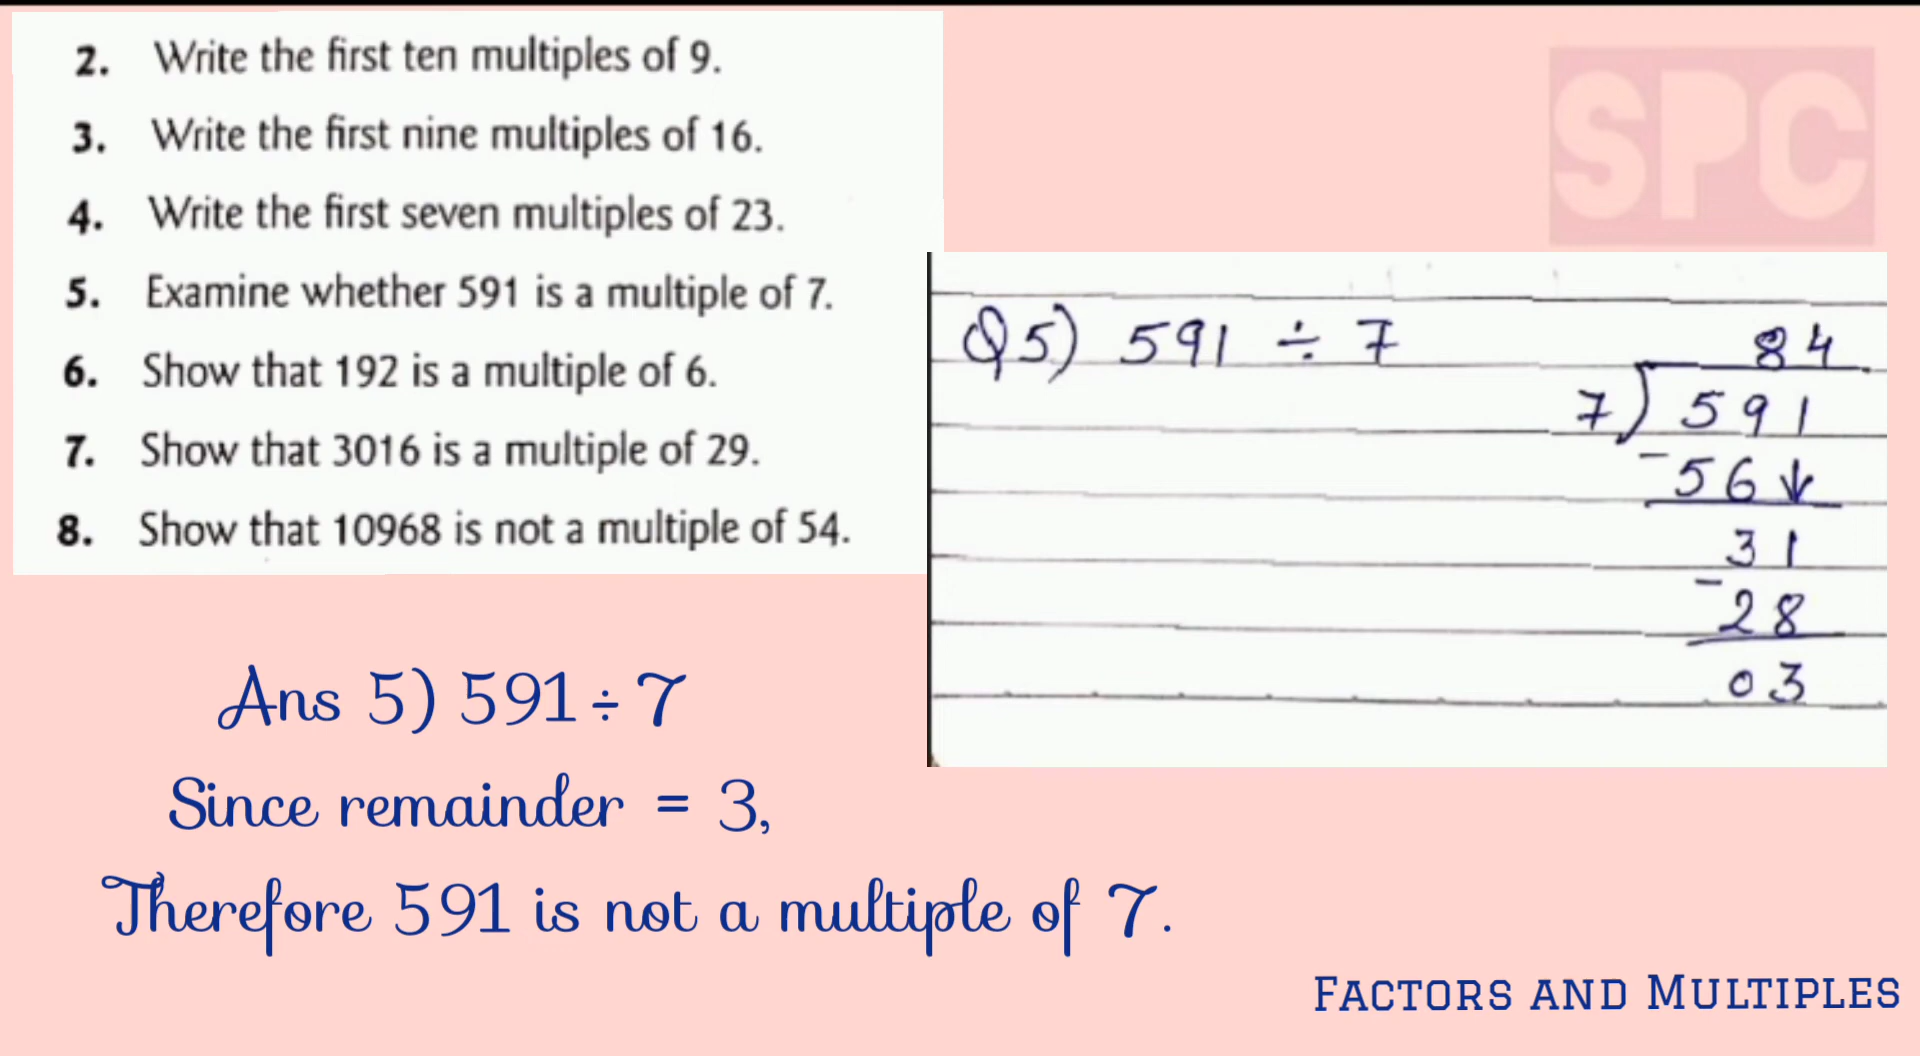 2. Write the first ten multiples of 9.
3. Write the first nine multiples of 16.
4. Write the first seven multiples of 23.
5. Examine whether 591 is a multiple of 7.
6. Show that 192 is a multiple of 6.
7. Show that 3016 is a multiple of 29.
8. Show that 10968 is not a multiple of 54.
SPC
Q5) 591 ÷ 7
84
7) 591
-56↓
31
-28
03
Ans 5) 591÷7
Since remainder = 3,
Therefore 591 is not a multiple of 7.
FACTORS AND MULTIPLES